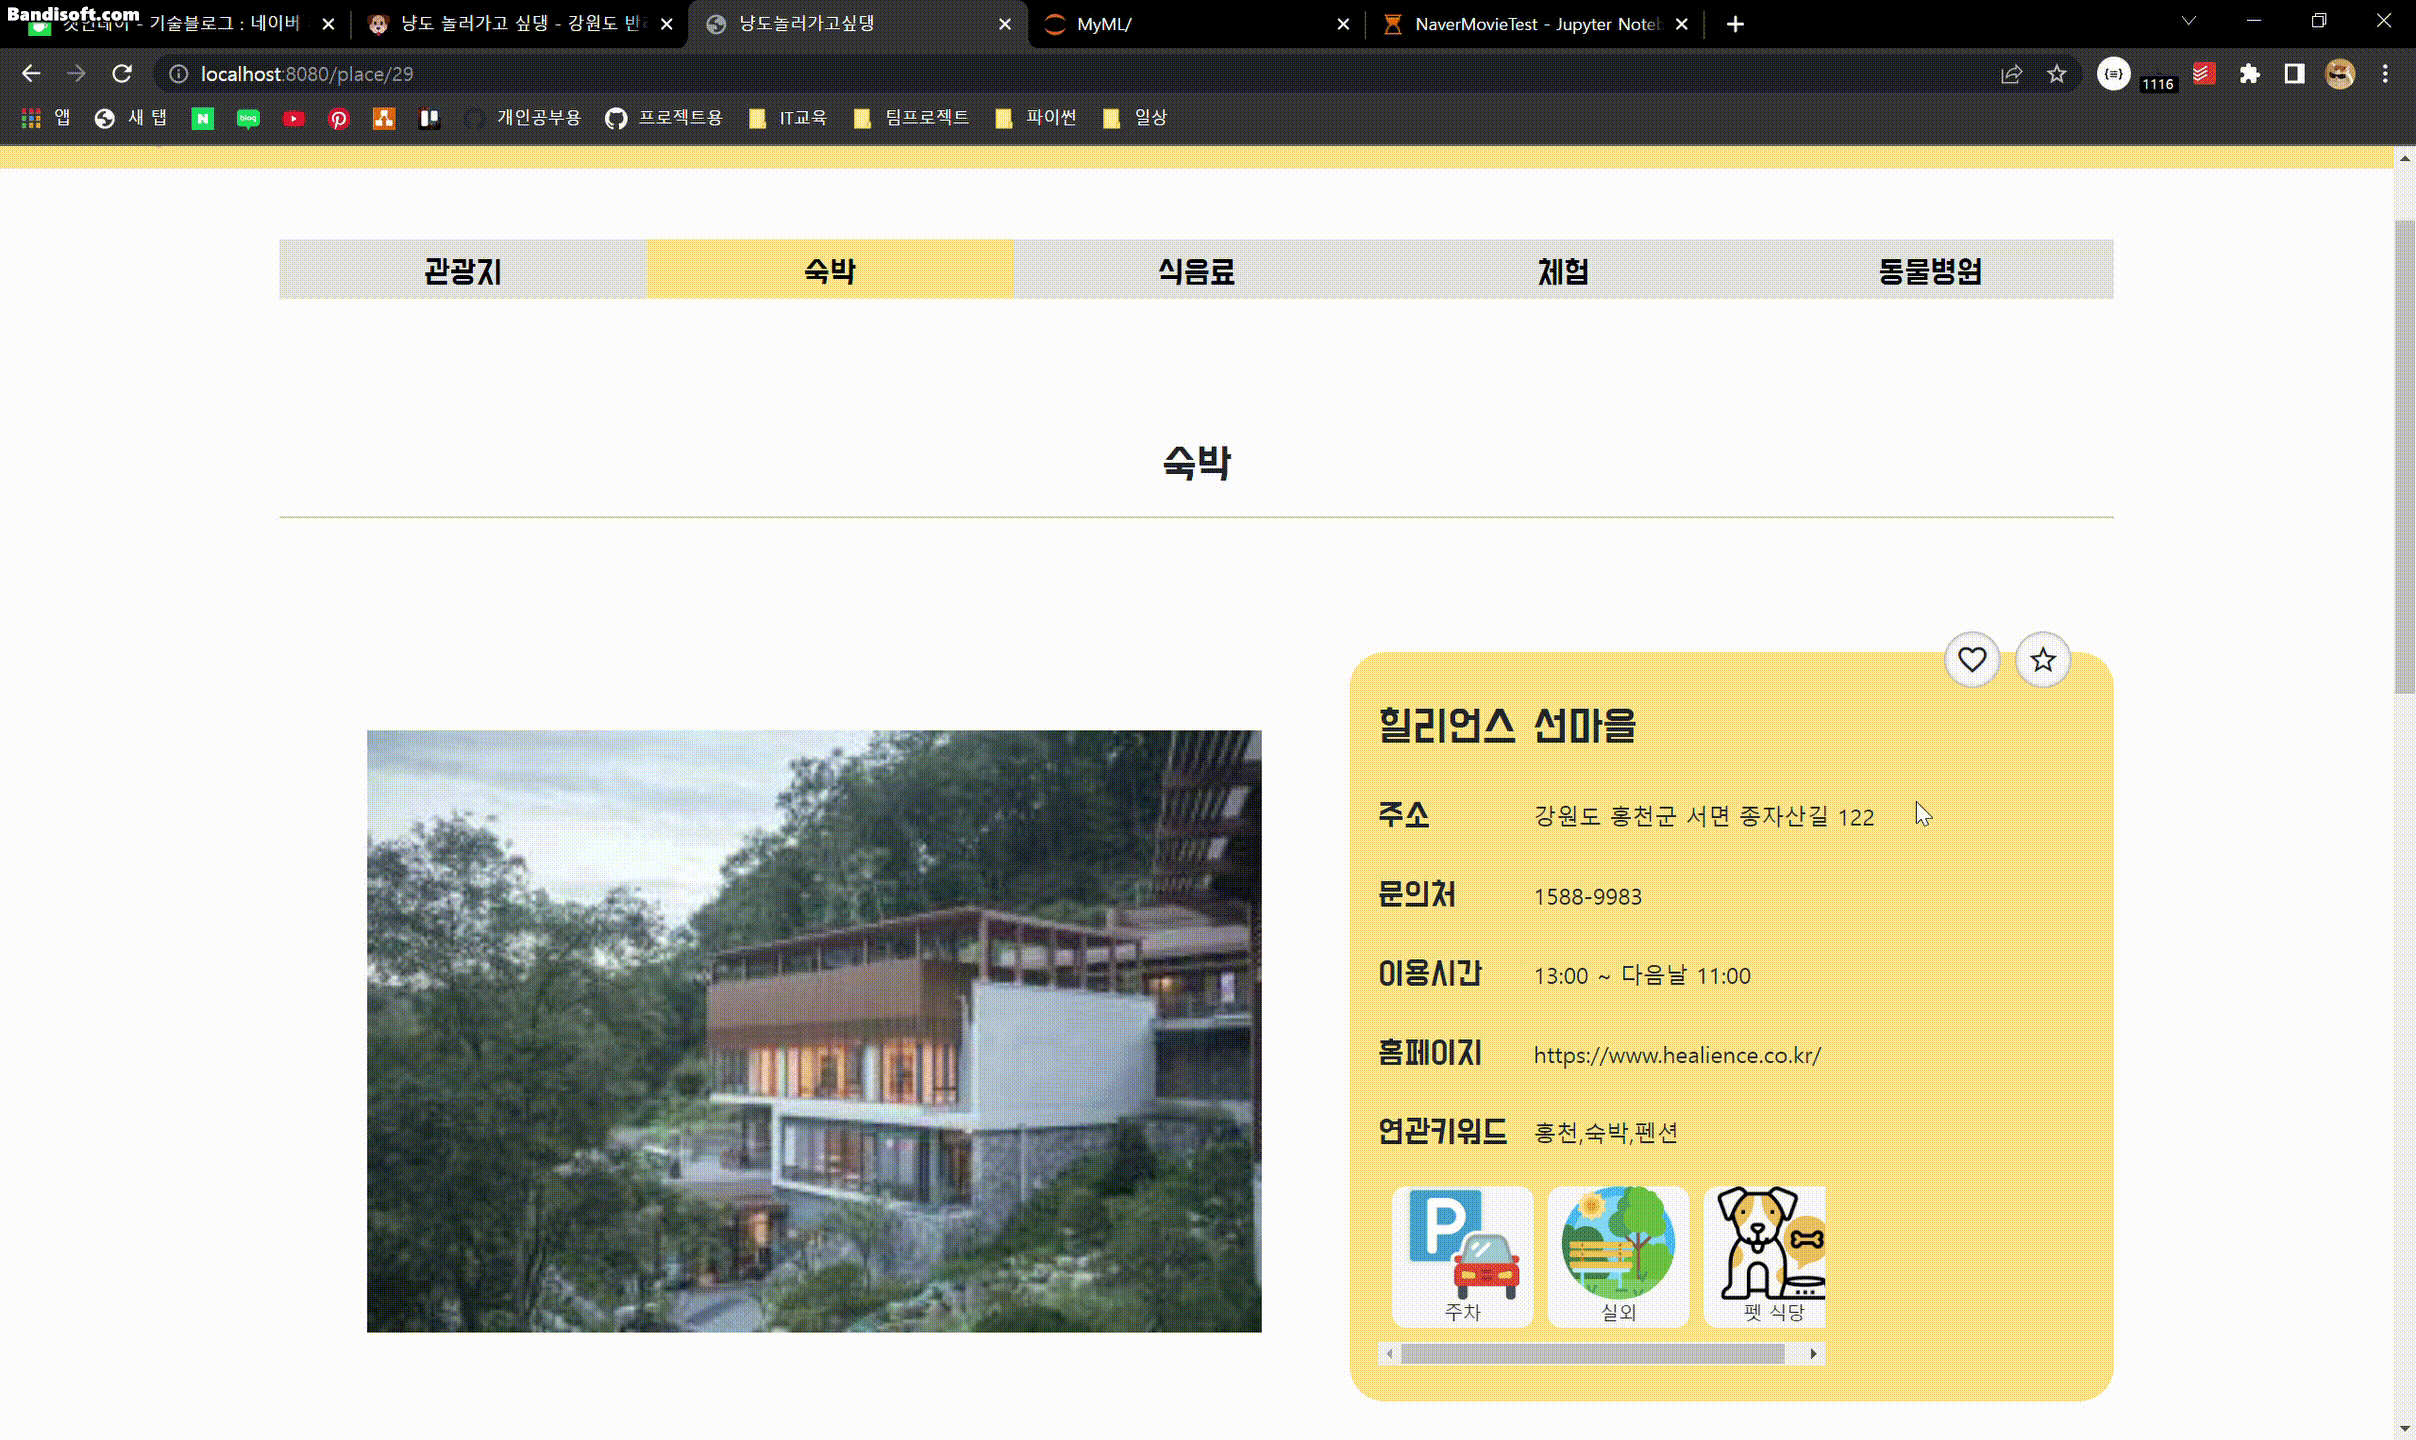 Bandisoft.com
- 기술블로그 : 네이버
냥도 놀러가고 싶댕 - 강원도 반
냥도놀러가고싶댕
MyML/
NaverMovieTest - Jupyter Note
localhost:8080/place/29
1116
앱
새 탭
N
blog
개인공부용
프로젝트용
IT교육
팀프로젝트
파이썬
일상
관광지
숙박
식음료
체험
동물병원
숙박
힐리언스 선마을
주소
강원도 홍천군 서면 종자산길 122
문의처
1588-9983
이용시간
13:00 ~ 다음날 11:00
홈페이지
https://www.healience.co.kr/
연관키워드
홍천,숙박,펜션
P
주차
실외
펫 식당